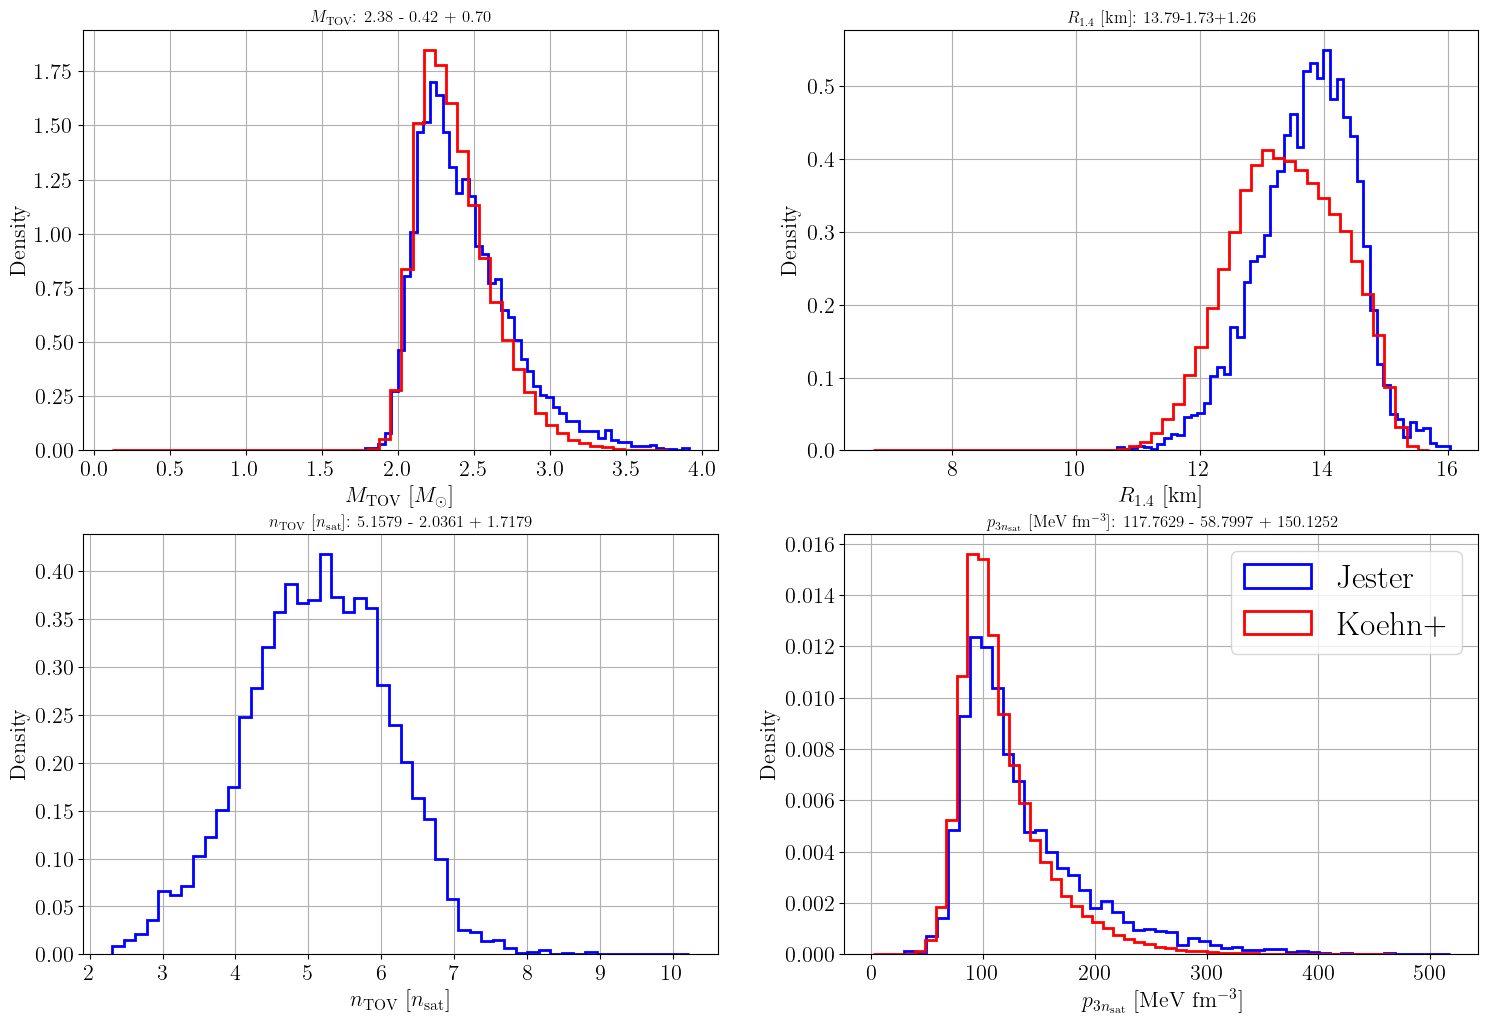 M_TOV: 2.38 - 0.42 + 0.70
Density
1.75
1.50
1.25
1.00
0.75
0.50
0.25
0.00
0.0 0.5 1.0 1.5 2.0 2.5 3.0 3.5 4.0
M_TOV [M_⊙]
R_1.4 [km]: 13.79-1.73+1.26
Density
0.5
0.4
0.3
0.2
0.1
0.0
8 10 12 14 16
R_1.4 [km]
n_TOV [n_sat]: 5.1579 - 2.0361 + 1.7179
Density
0.40
0.35
0.30
0.25
0.20
0.15
0.10
0.05
0.00
2 3 4 5 6 7 8 9 10
n_TOV [n_sat]
p_3n_sat [MeV fm^−3]: 117.7629 - 58.7997 + 150.1252
Density
0.016
0.014
0.012
0.010
0.008
0.006
0.004
0.002
0.000
0 100 200 300 400 500
p_3n_sat [MeV fm^−3]
Jester
Koehn+